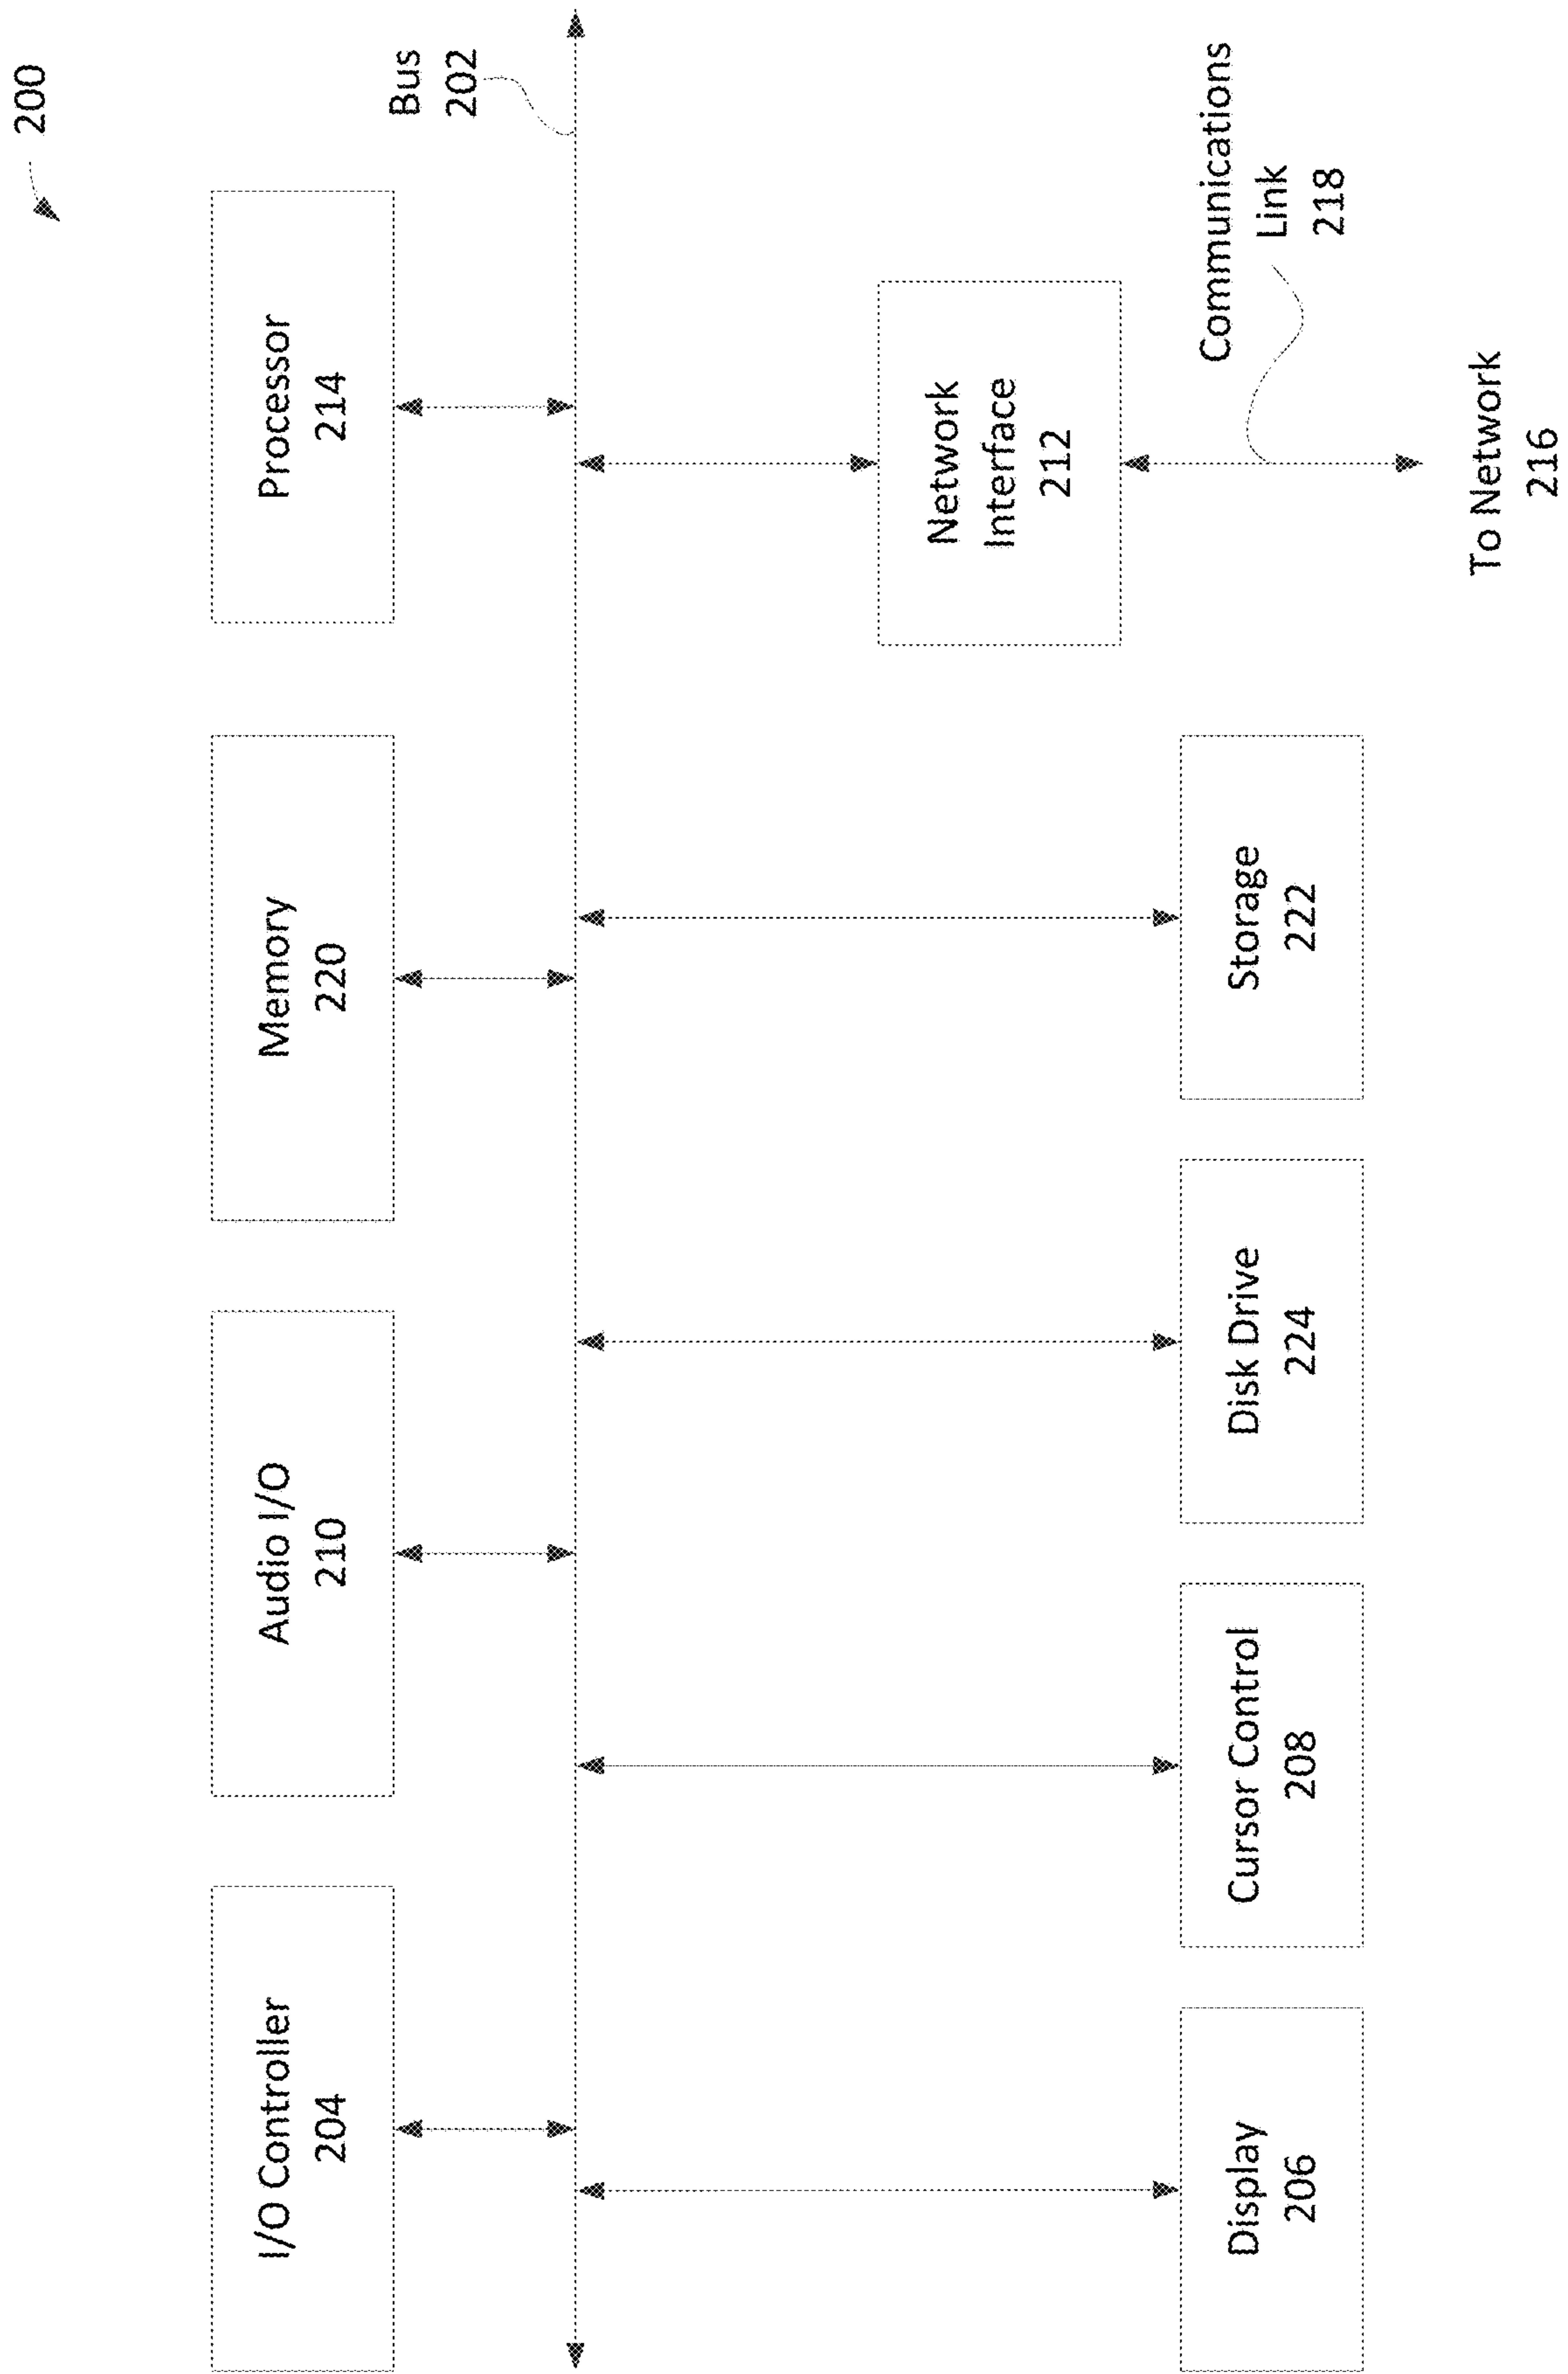 200
Bus
202
I/O Controller
204
Audio I/O
210
Memory
220
Processor
214
Network
Interface
212
Communications
Link
218
Display
206
Cursor Control
208
Disk Drive
224
Storage
222
To Network
216